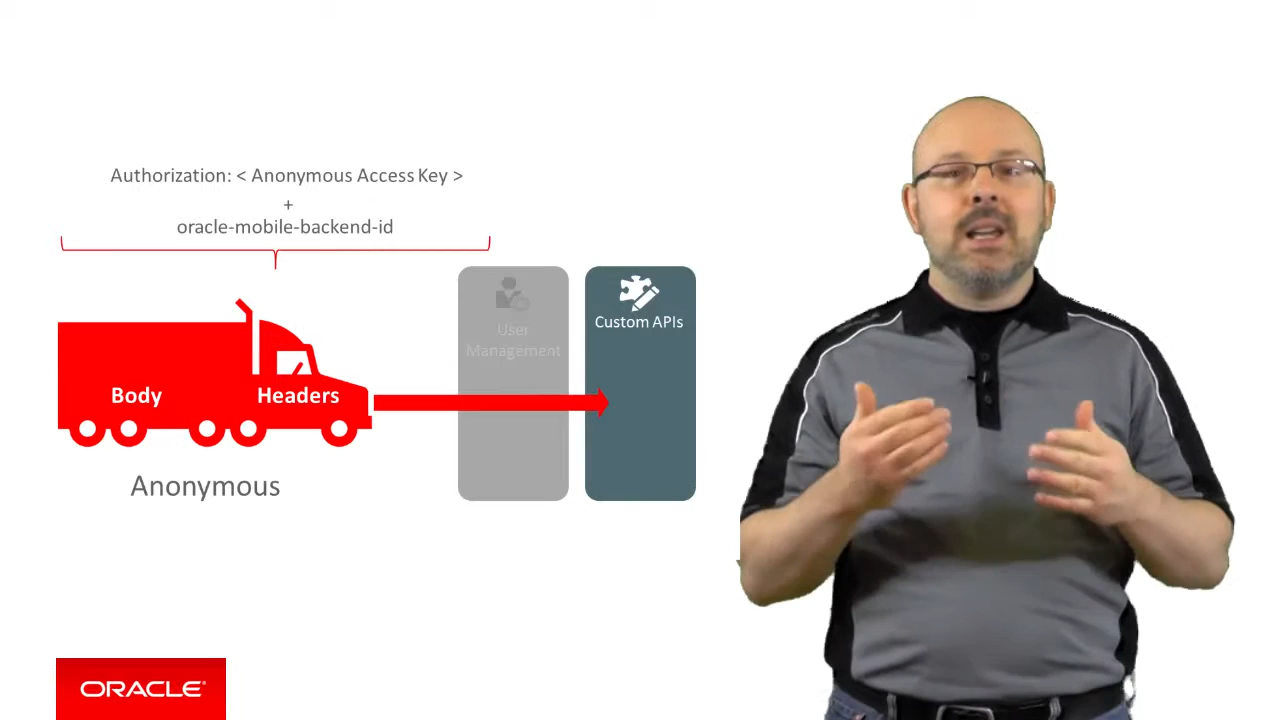 Authorization: < Anonymous Access Key >
+
oracle-mobile-backend-id
User
Management
Custom APIs
Body
Headers
Anonymous
ORACLE®